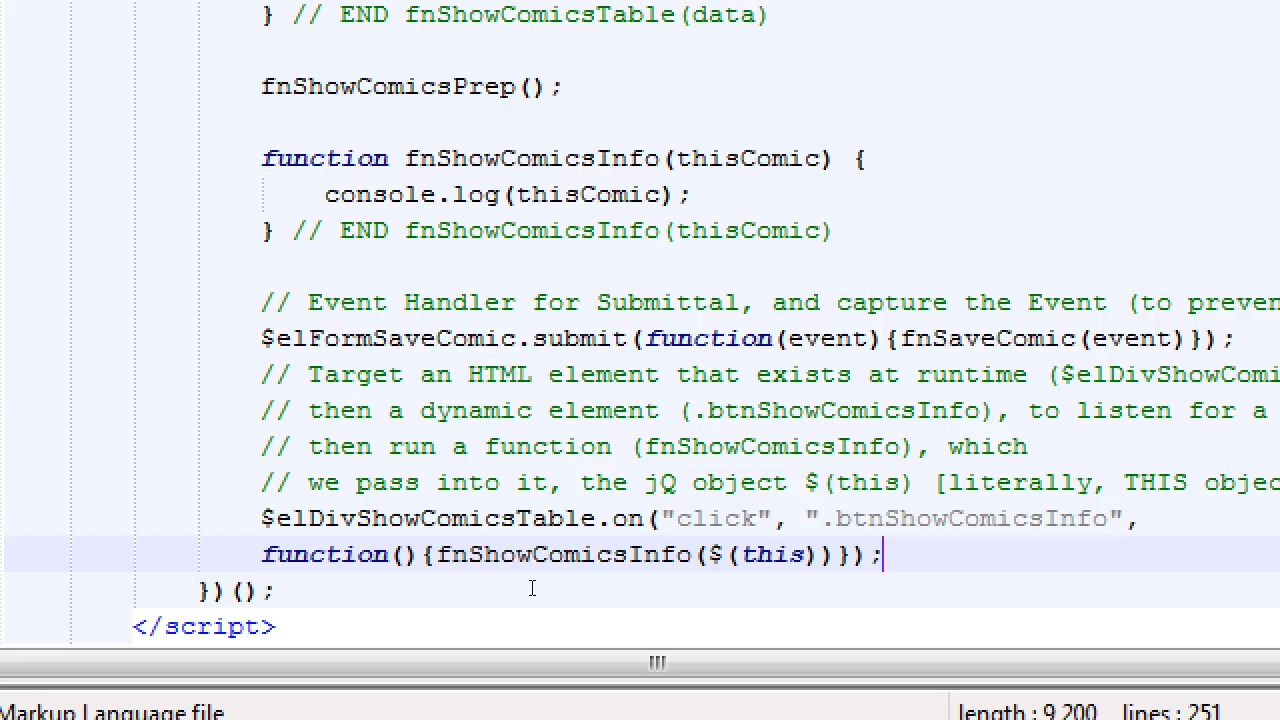 } // END fnShowComicsTable(data)
fnShowComicsPrep();
function fnShowComicsInfo(thisComic) {
console.log(thisComic);
} // END fnShowComicsInfo(thisComic)
// Event Handler for Submittal, and capture the Event (to preven
$elFormSaveComic.submit(function(event){fnSaveComic(event)});
// Target an HTML element that exists at runtime ($elDivShowComi
// then a dynamic element (.btnShowComicsInfo), to listen for a
// then run a function (fnShowComicsInfo), which
// we pass into it, the jQ object $(this) [literally, THIS objec
$elDivShowComicsTable.on("click", ".btnShowComicsInfo",
function(){fnShowComicsInfo($(this))});
})();
</script>
Markup Language file length : 9,200 lines : 251